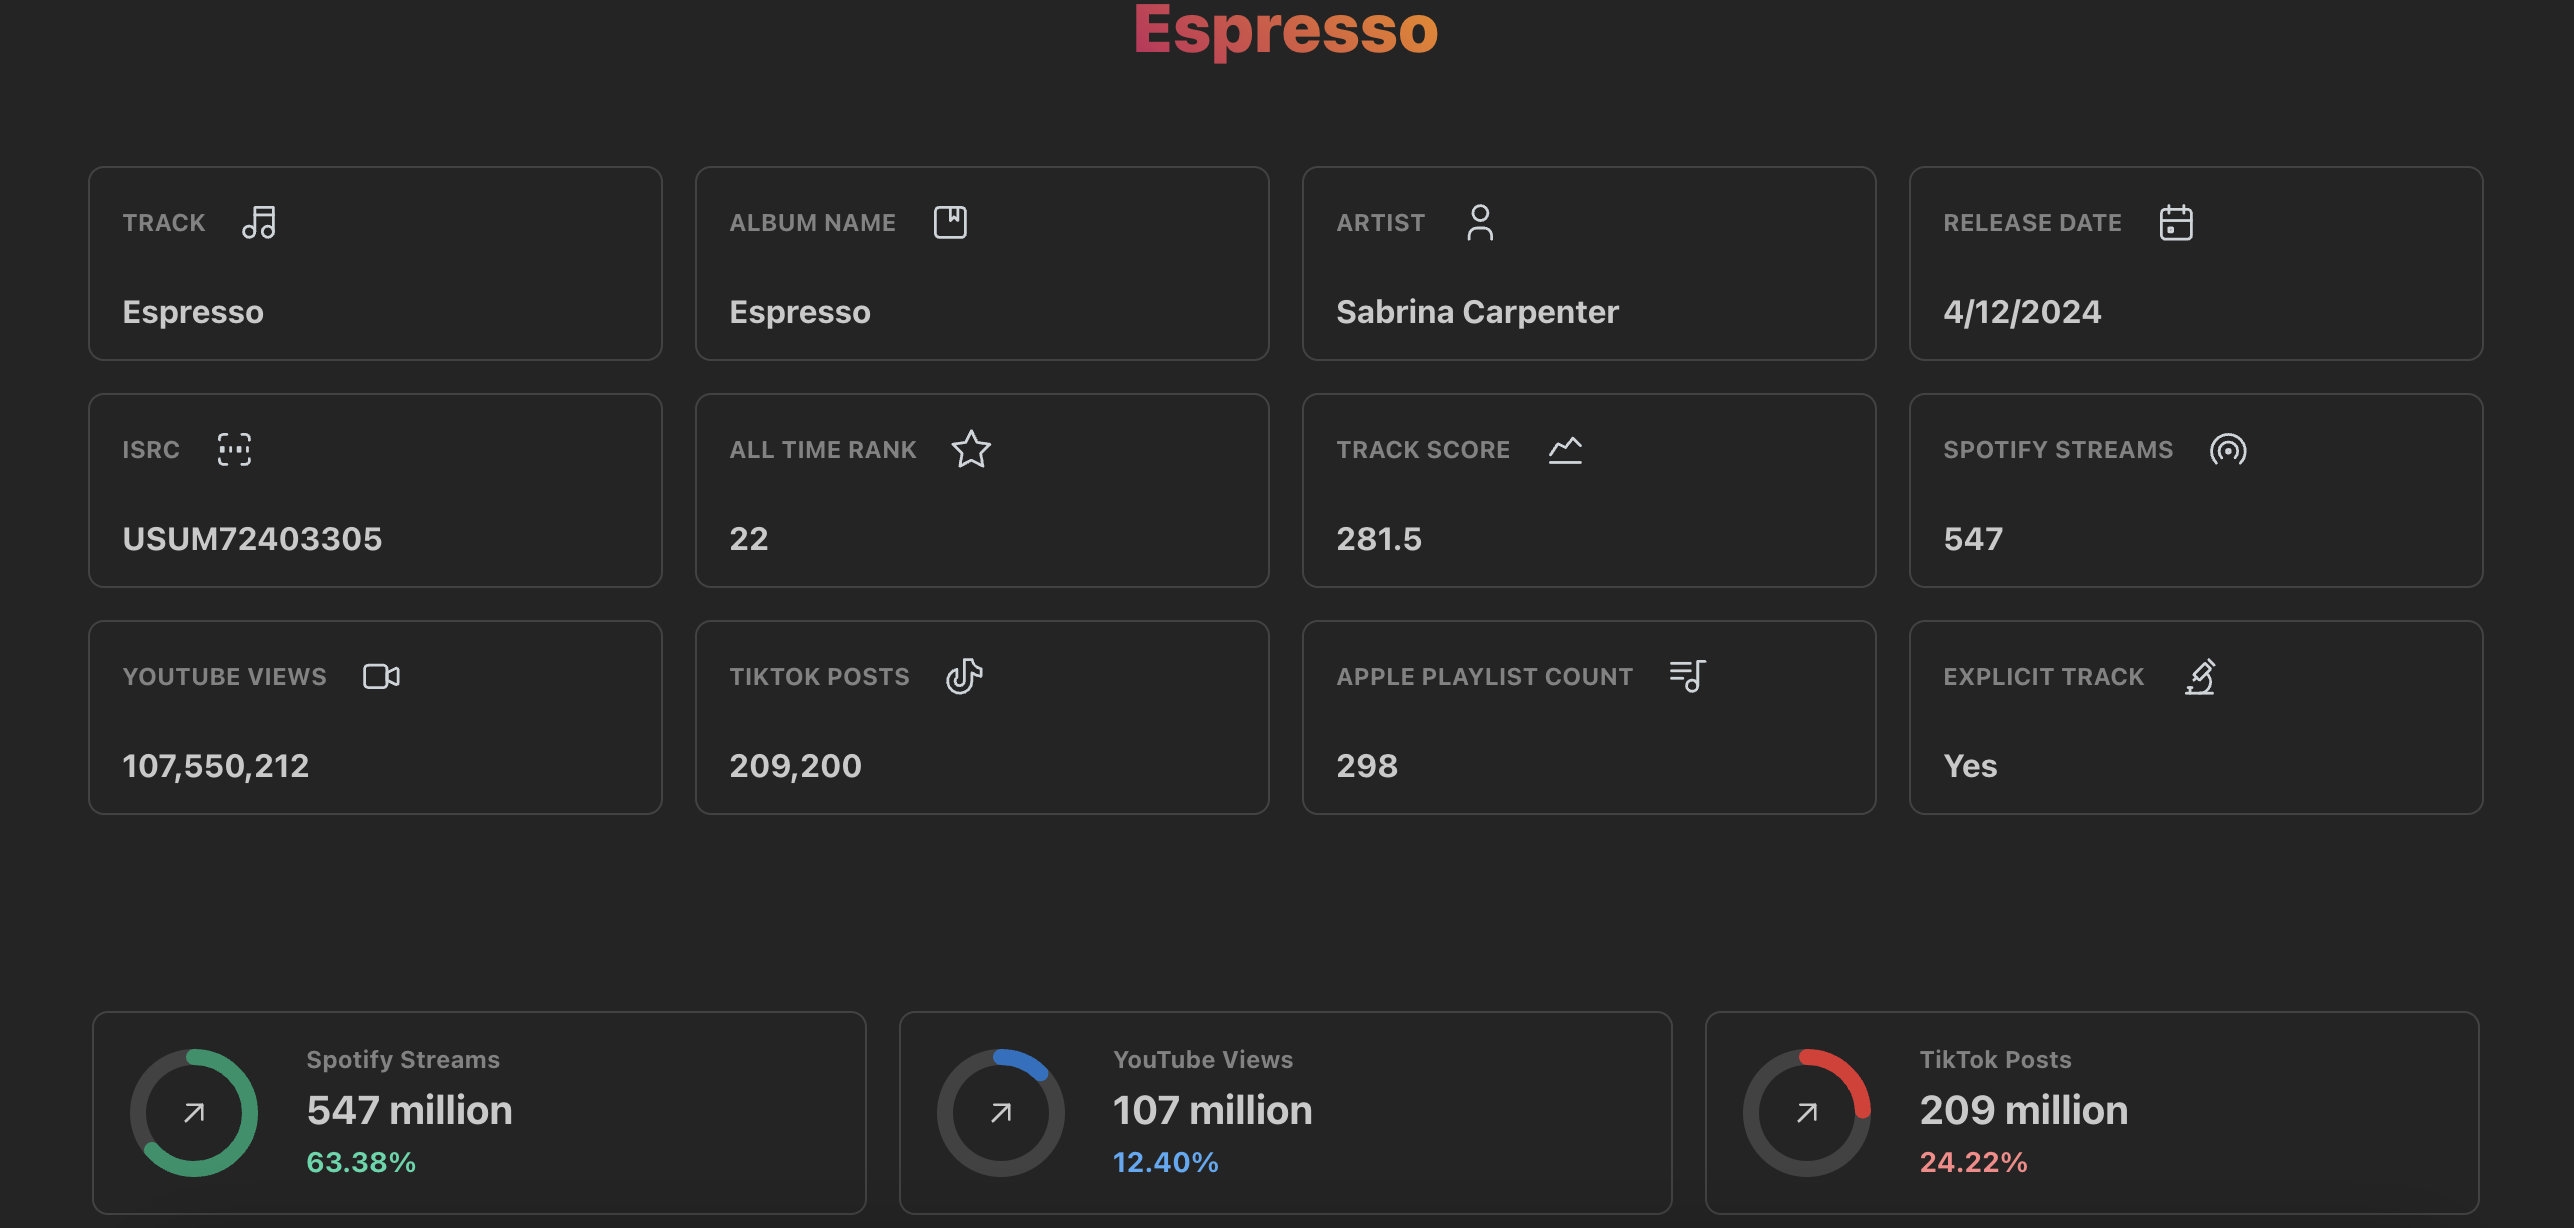 Espresso
TRACK
Espresso
ALBUM NAME
Espresso
ARTIST
Sabrina Carpenter
RELEASE DATE
4/12/2024
ISRC
USUM72403305
ALL TIME RANK
22
TRACK SCORE
281.5
SPOTIFY STREAMS
547
YOUTUBE VIEWS
107,550,212
TIKTOK POSTS
209,200
APPLE PLAYLIST COUNT
298
EXPLICIT TRACK
Yes
Spotify Streams
547 million
63.38%
YouTube Views
107 million
12.40%
TikTok Posts
209 million
24.22%